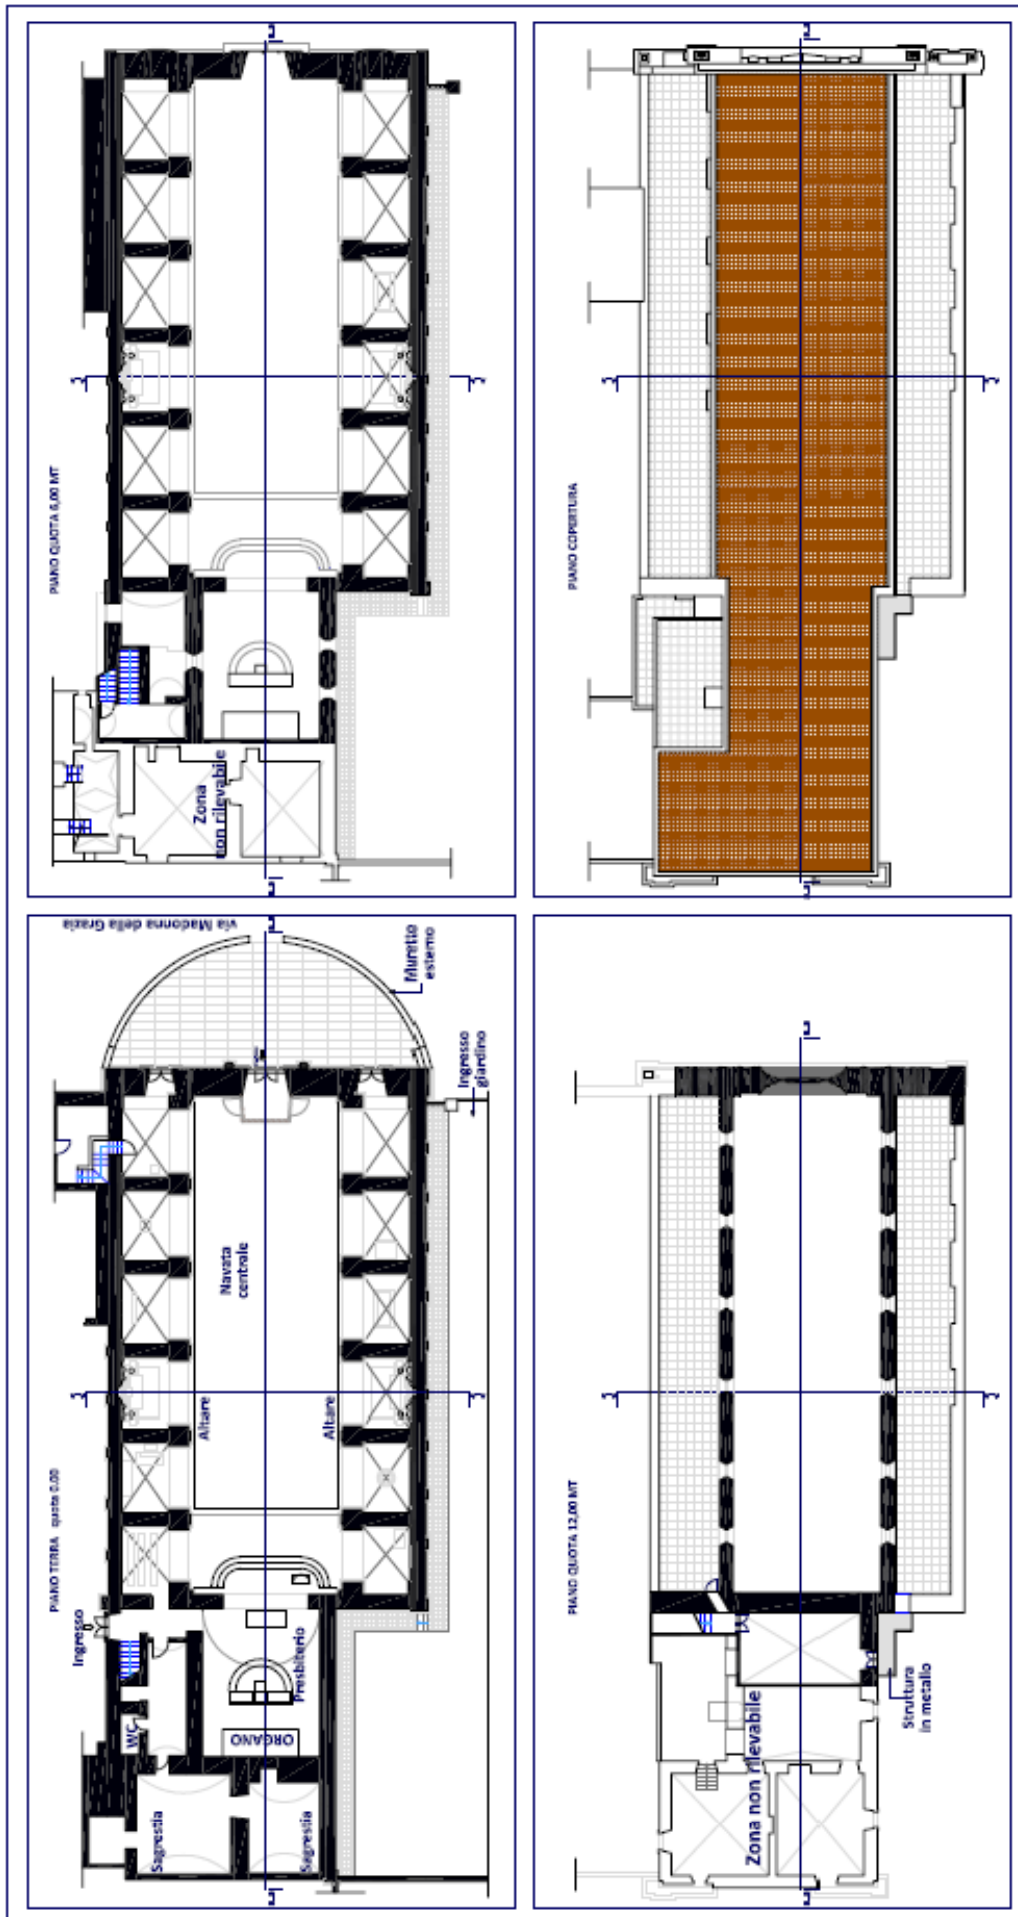 PIANO TERRA quota 0.00
via Madonna della Grazia
Muretto
esterno
Ingresso
giardino
Navata
centrale
Altare
Altare
Ingresso
Presbiterio
WC
ORGANO
Sagrestia
Sagrestia
PIANO QUOTA 6,00 MT
Zona
non rilevabile
PIANO QUOTA 12,00 MT
Struttura
in metallo
Zona non rilevabile
PIANO COPERTURA